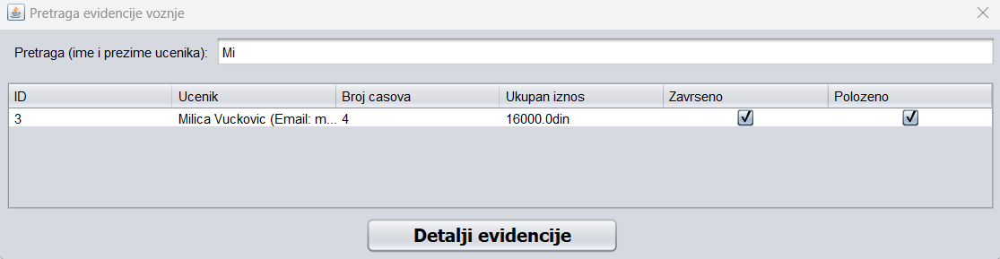 Pretraga evidencije voznje
Pretraga (ime i prezime ucenika): Mi
ID Ucenik Broj casova Ukupan iznos Zavrseno Polozeno
3 Milica Vuckovic (Email: m... 4 16000.0din
Detalji evidencije